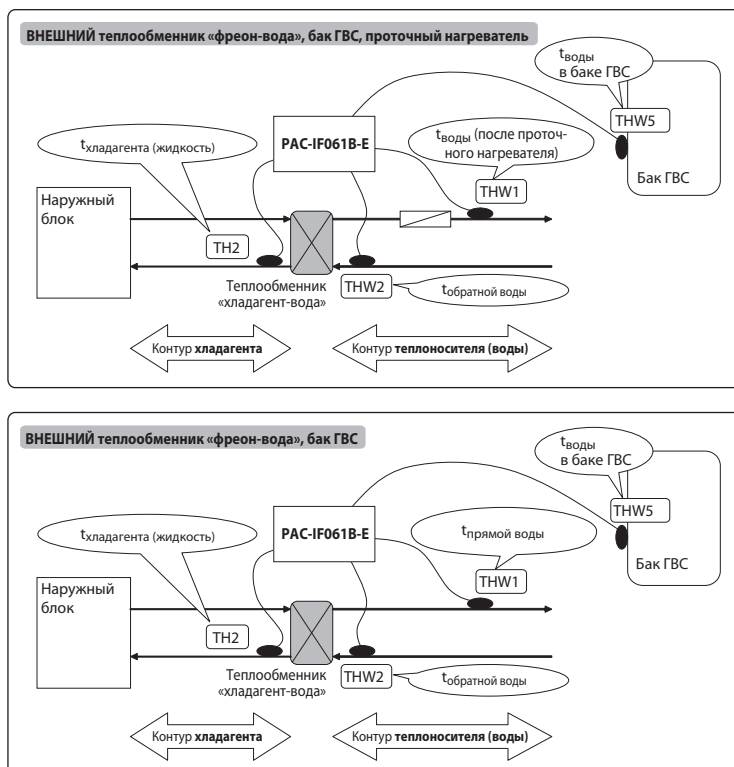 ВНЕШНИЙ теплообменник «фреон-вода», бак ГВС, проточный нагреватель
tводы
в баке ГВС
THW5
Бак ГВС
PAC-IF061B-E
tводы (после проточ-
ного нагревателя)
THW1
tхладагента (жидкость)
Наружный
блок
TH2
Теплообменник
«хладагент-вода»
THW2
tобратной воды
Контур хладагента
Контур теплоносителя (воды)
ВНЕШНИЙ теплообменник «фреон-вода», бак ГВС
tводы
в баке ГВС
THW5
Бак ГВС
PAC-IF061B-E
tпрямой воды
THW1
tхладагента (жидкость)
Наружный
блок
TH2
Теплообменник
«хладагент-вода»
THW2
tобратной воды
Контур хладагента
Контур теплоносителя (воды)